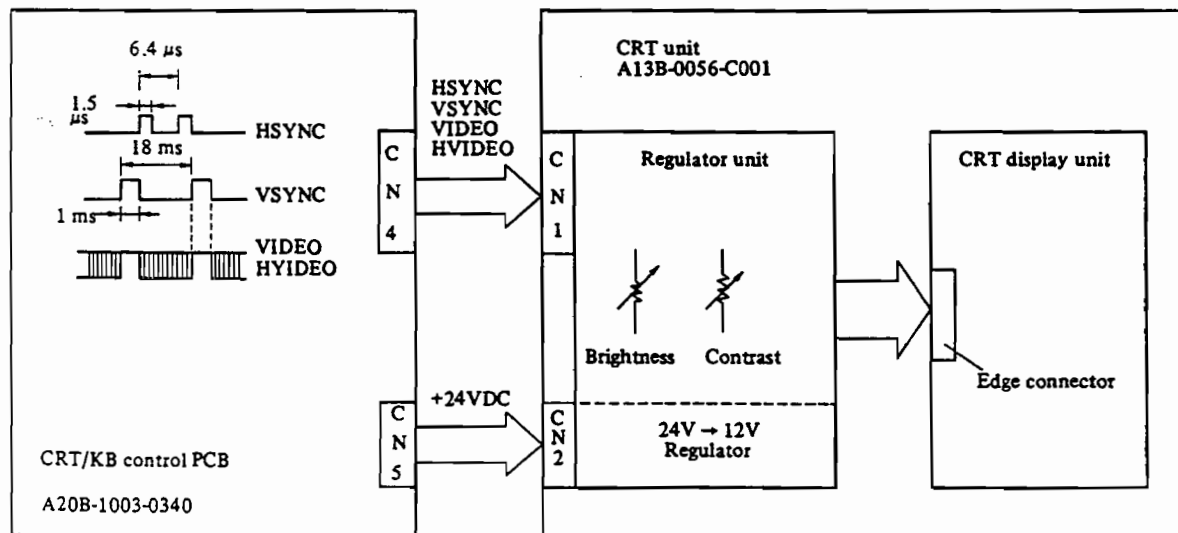 6.4 µs
1.5
µs
HSYNC
18 ms
VSYNC
1 ms
VIDEO
HYIDEO
CRT/KB control PCB
A20B-1003-0340
C
N
4
C
N
5
HSYNC
VSYNC
VIDEO
HVIDEO
+24VDC
CRT unit
A13B-0056-C001
C
N
1
C
N
2
Regulator unit
Brightness
Contrast
24V → 12V
Regulator
CRT display unit
Edge connector